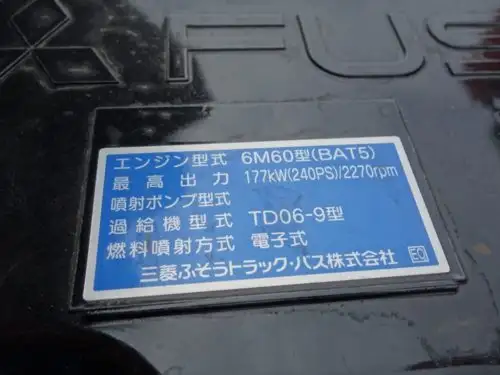 FUS
エンジン型式 6M60型(BAT5)
最高出力 177kW(240PS)/2270rpm
噴射ポンプ型式
過給機型式 TD06-9型
燃料噴射方式 電子式
三菱ふそうトラック・バス株式会社 EO